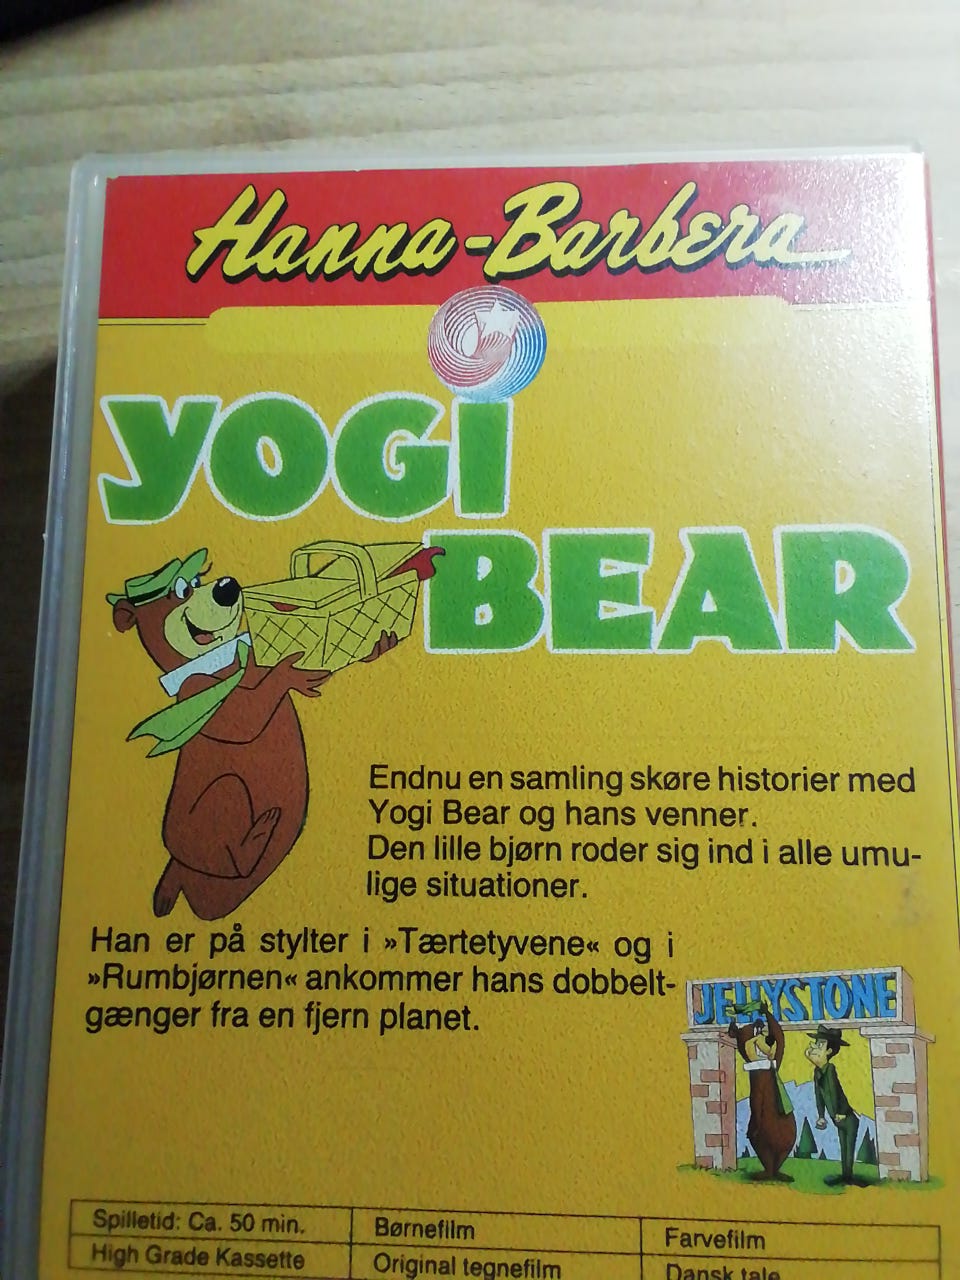 Hanna-Barbera
YOGI
BEAR
Endnu en samling skøre historier med
Yogi Bear og hans venner.
Den lille bjørn roder sig ind i alle umu-
lige situationer.
Han er på stylter i »Tærtetyvene« og i
»Rumbjørnen« ankommer hans dobbelt-
gænger fra en fjern planet.
JELLYSTONE
Spilletid: Ca. 50 min.
Børnefilm
Farvefilm
High Grade Kassette
Original tegnefilm
Dansk tale